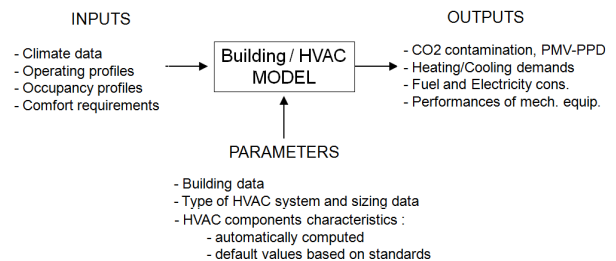 INPUTS
- Climate data
- Operating profiles
- Occupancy profiles
- Comfort requirements
Building / HVAC
MODEL
OUTPUTS
- CO2 contamination, PMV-PPD
- Heating/Cooling demands
- Fuel and Electricity cons.
- Performances of mech. equip.
PARAMETERS
- Building data
- Type of HVAC system and sizing data
- HVAC components characteristics :
- automatically computed
- default values based on standards